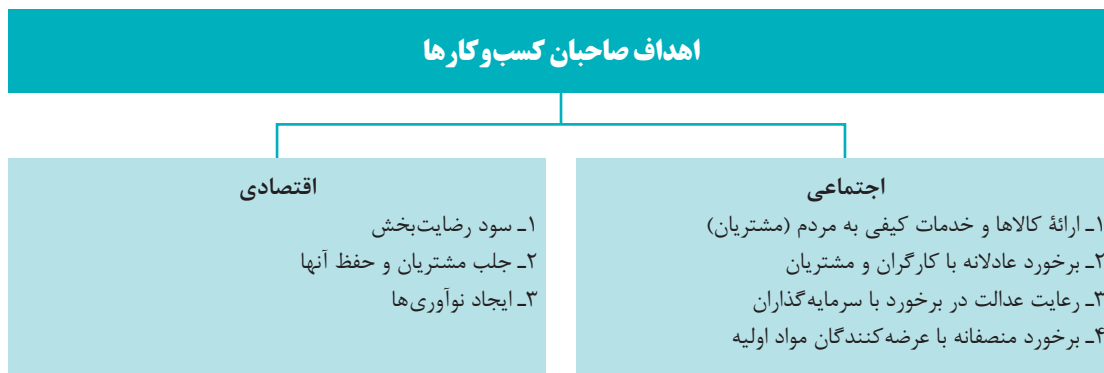 اهداف صاحبان کسب‌وکارها
اجتماعی
۱ـ ارائهٔ کالاها و خدمات کیفی به مردم (مشتریان)
۲ـ برخورد عادلانه با کارگران و مشتریان
۳ـ رعایت عدالت در برخورد با سرمایه‌گذاران
۴ـ برخورد منصفانه با عرضه‌کنندگان مواد اولیه
اقتصادی
۱ـ سود رضایت‌بخش
۲ـ جلب مشتریان و حفظ آنها
۳ـ ایجاد نوآوری‌ها